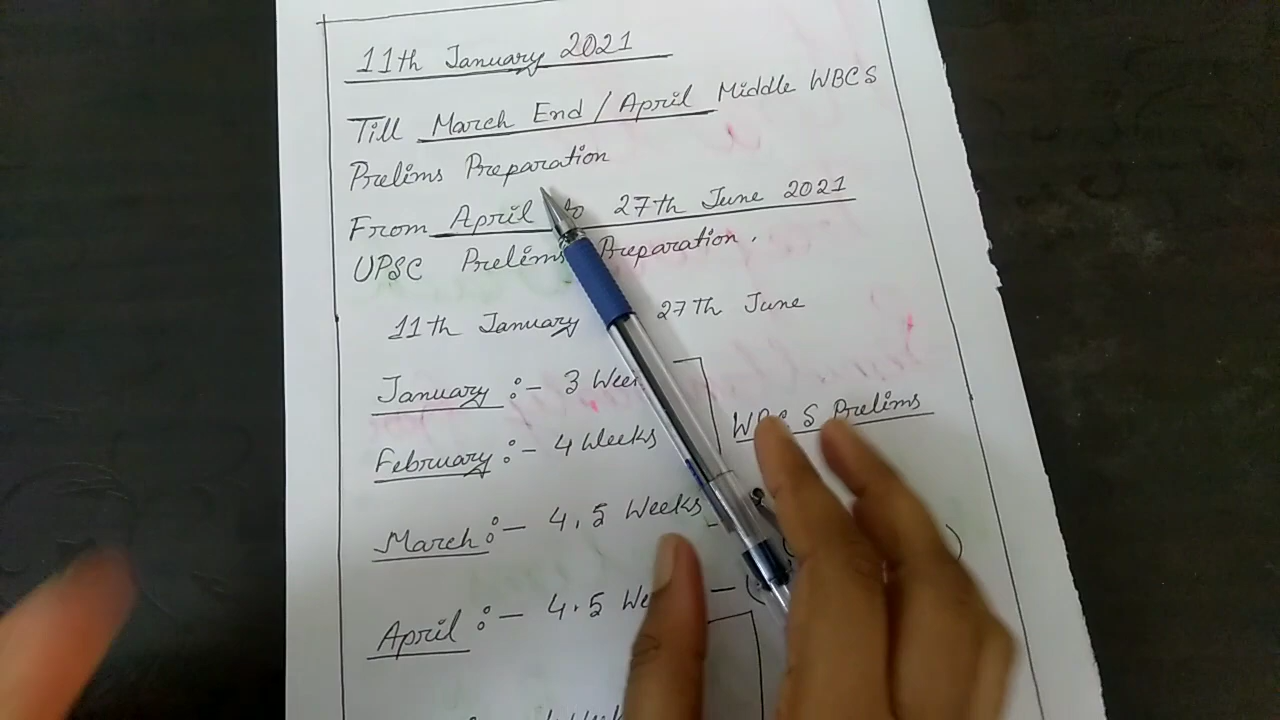 11th January 2021
Till March End / April Middle WBCS
Prelims Preparation
From April to 27th June 2021
UPSC Prelims Preparation.
11th January 27Th June
January :- 3
WBCS Prelims
February :- 4 Weeks
March :- 4.5 Weeks
April :- 4.5